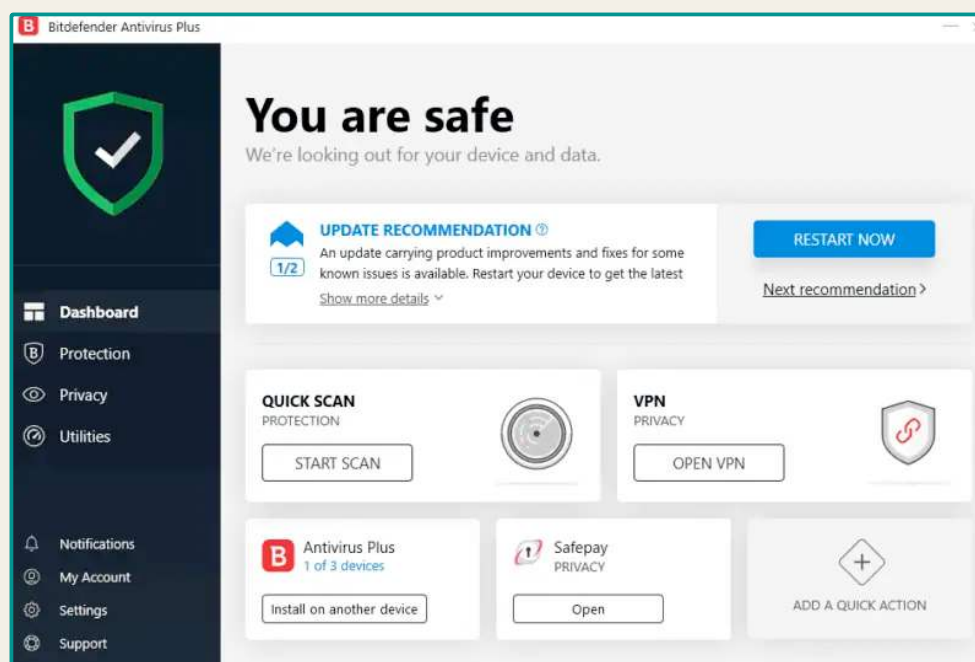 B Bitdefender Antivirus Plus
You are safe
We're looking out for your device and data.
UPDATE RECOMMENDATION ?
1/2
An update carrying product improvements and fixes for some
known issues is available. Restart your device to get the latest
Show more details
RESTART NOW
Next recommendation >
Dashboard
B Protection
Privacy
Utilities
Notifications
My Account
Settings
Support
QUICK SCAN
PROTECTION
START SCAN
VPN
PRIVACY
OPEN VPN
B Antivirus Plus
1 of 3 devices
Install on another device
Safepay
PRIVACY
Open
ADD A QUICK ACTION